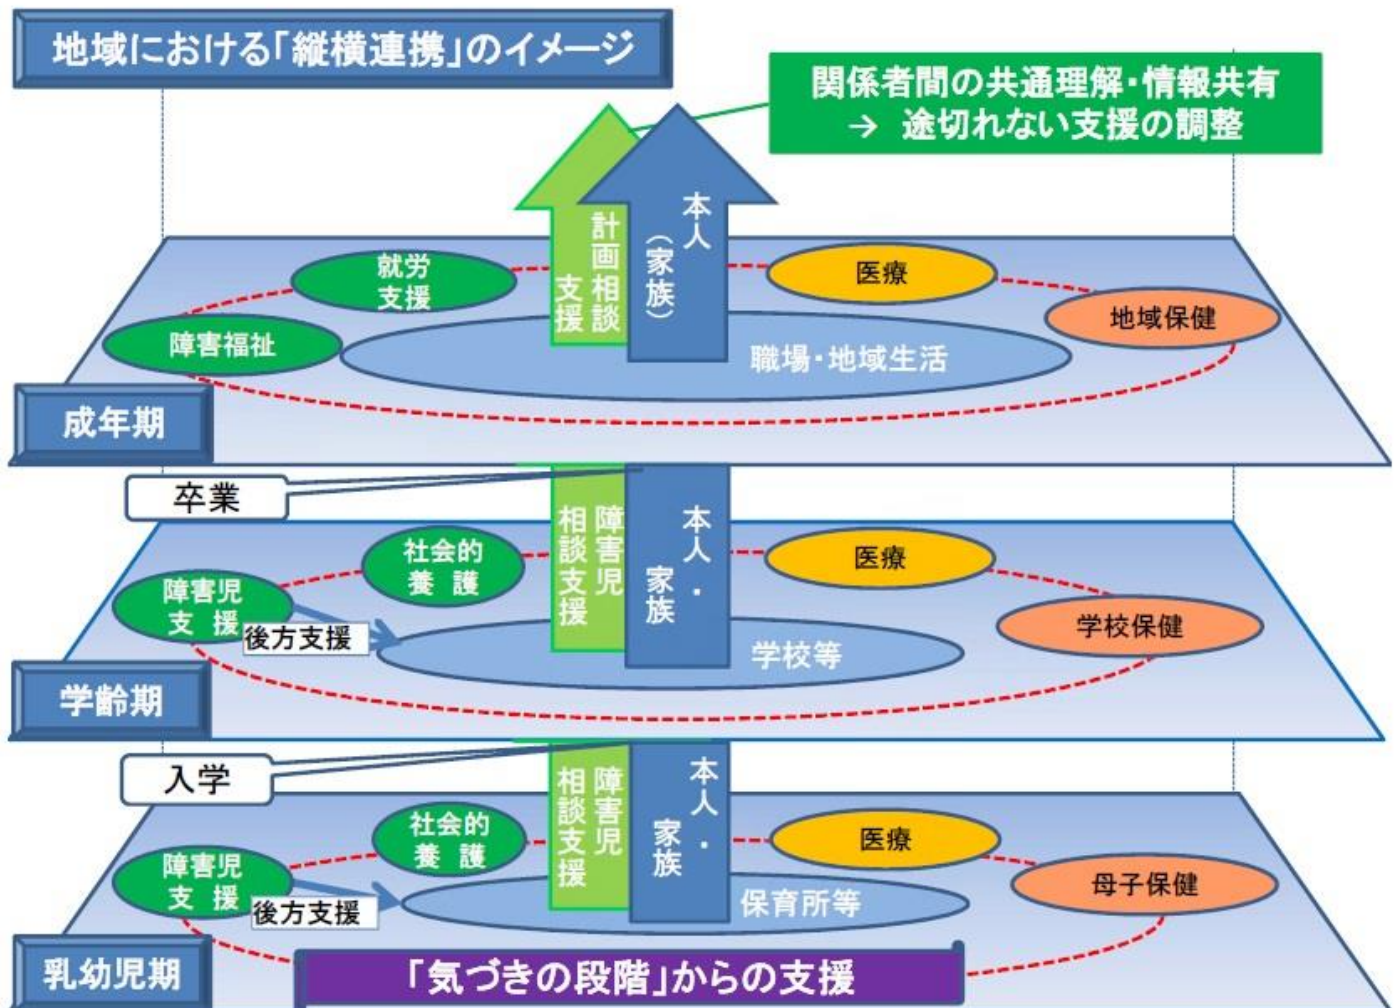 地域における「縦横連携」のイメージ
関係者間の共通理解・情報共有
→ 途切れない支援の調整
本人
（家族）
計画相談
支援
就労
支援
医療
障害福祉
地域保健
職場・地域生活
成年期
卒業
本人・
家族
障害児
相談支援
社会的
養 護
医療
障害児
支 援
後方支援
学校保健
学校等
学齢期
入学
本人・
家族
障害児
相談支援
社会的
養 護
医療
障害児
支 援
後方支援
母子保健
保育所等
乳幼児期
「気づきの段階」からの支援